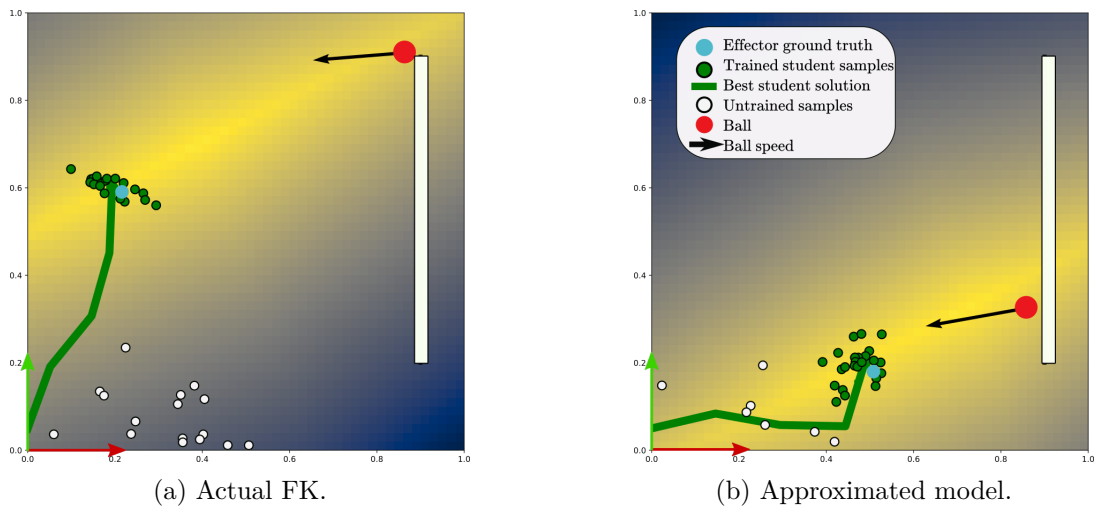 1.0
0.8
0.6
0.4
0.2
0.0
0.0 0.2 0.4 0.6 0.8 1.0
(a) Actual FK.
1.0
0.8
0.6
0.4
0.2
0.0
Effector ground truth
Trained student samples
Best student solution
Untrained samples
Ball
Ball speed
0.0 0.2 0.4 0.6 0.8 1.0
(b) Approximated model.